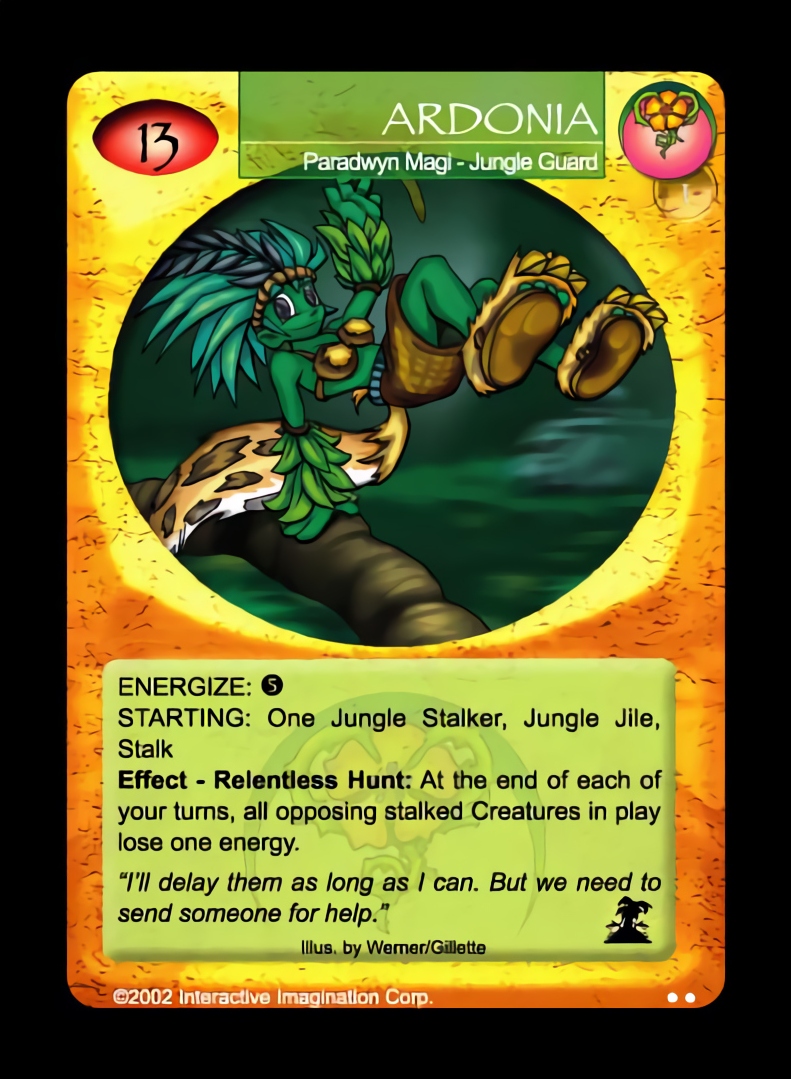 13
ARDONIA
Paradwyn Magi - Jungle Guard
1
ENERGIZE: 5
STARTING: One Jungle Stalker, Jungle Jile,
Stalk
Effect - Relentless Hunt: At the end of each of
your turns, all opposing stalked Creatures in play
lose one energy.
"I'll delay them as long as I can. But we need to
send someone for help."
Illus. by Werner/Gillette
©2002 Interactive Imagination Corp.